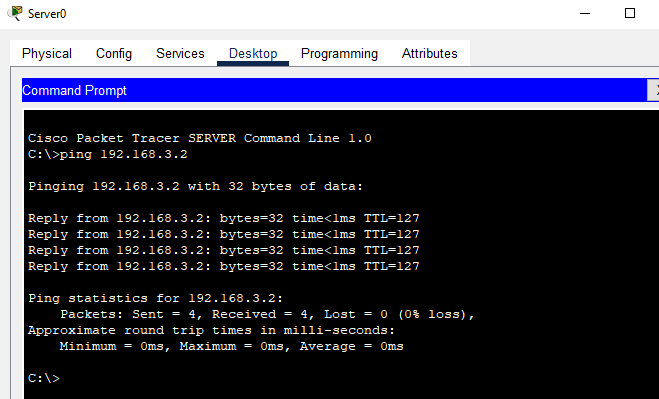 Server0
Physical Config Services Desktop Programming Attributes
Command Prompt
Cisco Packet Tracer SERVER Command Line 1.0
C:\>ping 192.168.3.2
Pinging 192.168.3.2 with 32 bytes of data:
Reply from 192.168.3.2: bytes=32 time<1ms TTL=127
Reply from 192.168.3.2: bytes=32 time<1ms TTL=127
Reply from 192.168.3.2: bytes=32 time<1ms TTL=127
Reply from 192.168.3.2: bytes=32 time<1ms TTL=127
Ping statistics for 192.168.3.2:
Packets: Sent = 4, Received = 4, Lost = 0 (0% loss),
Approximate round trip times in milli-seconds:
Minimum = 0ms, Maximum = 0ms, Average = 0ms
C:\>